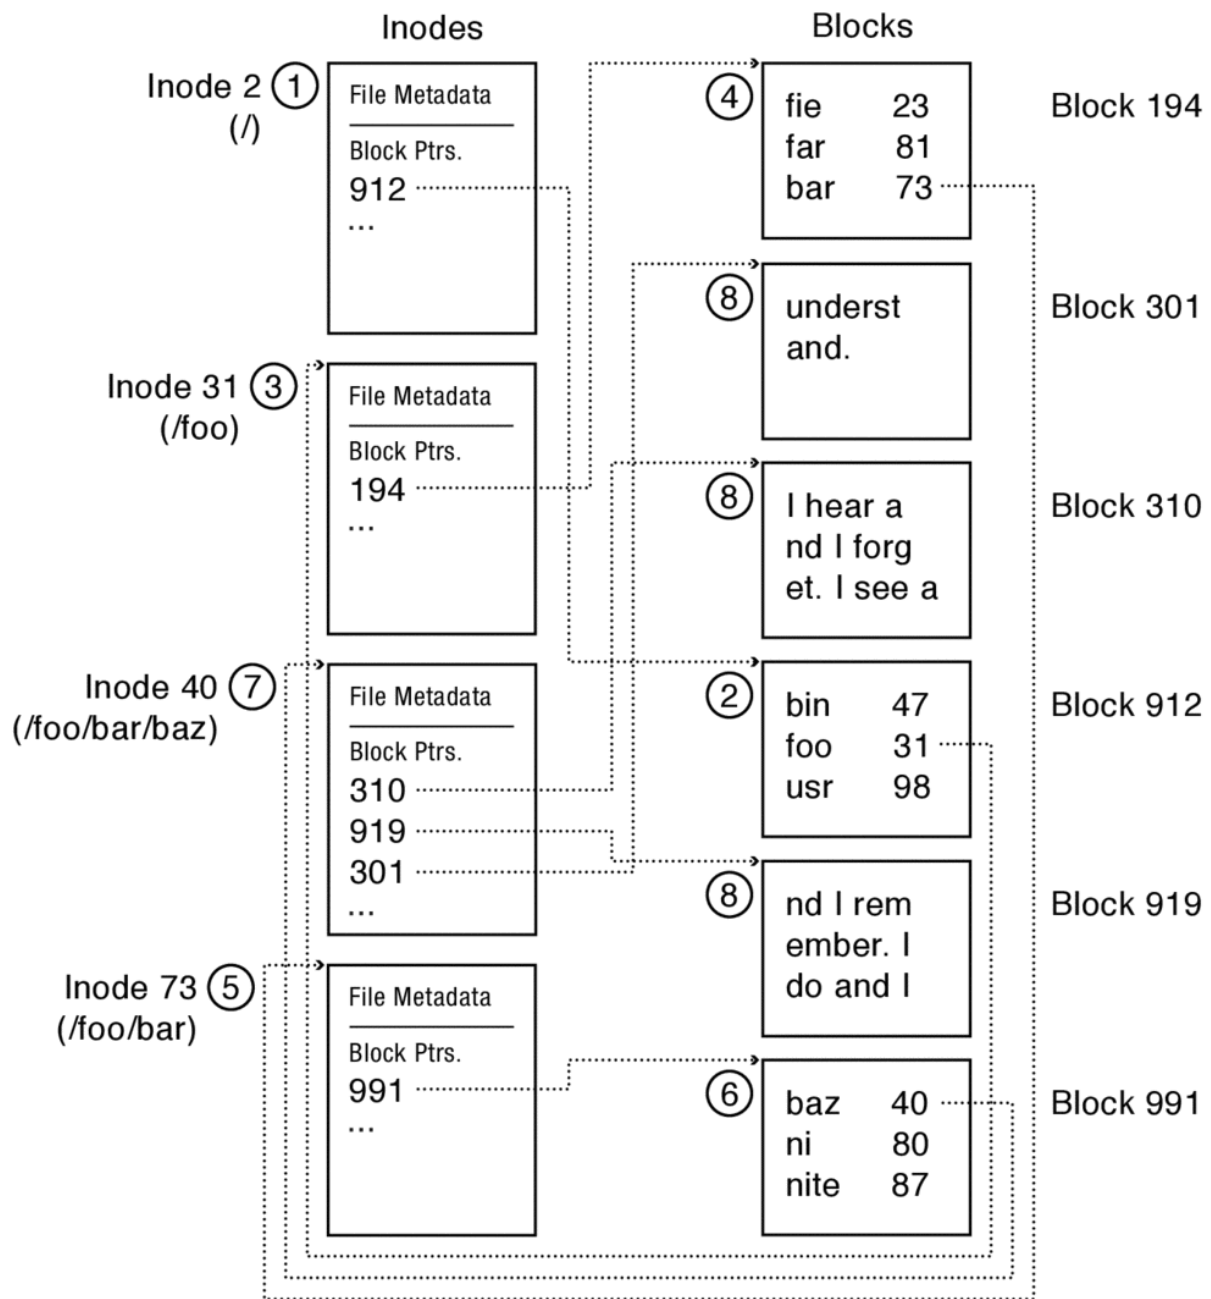 Inodes
Blocks
Inode 2 1
(/)
File Metadata
Block Ptrs.
912
...
4
fie 23
far 81
bar 73
Block 194
8
underst
and.
Block 301
Inode 31 3
(/foo)
File Metadata
Block Ptrs.
194
...
8
I hear a
nd I forg
et. I see a
Block 310
Inode 40 7
(/foo/bar/baz)
File Metadata
Block Ptrs.
310
919
301
...
2
bin 47
foo 31
usr 98
Block 912
8
nd I rem
ember. I
do and I
Block 919
Inode 73 5
(/foo/bar)
File Metadata
Block Ptrs.
991
...
6
baz 40
ni 80
nite 87
Block 991